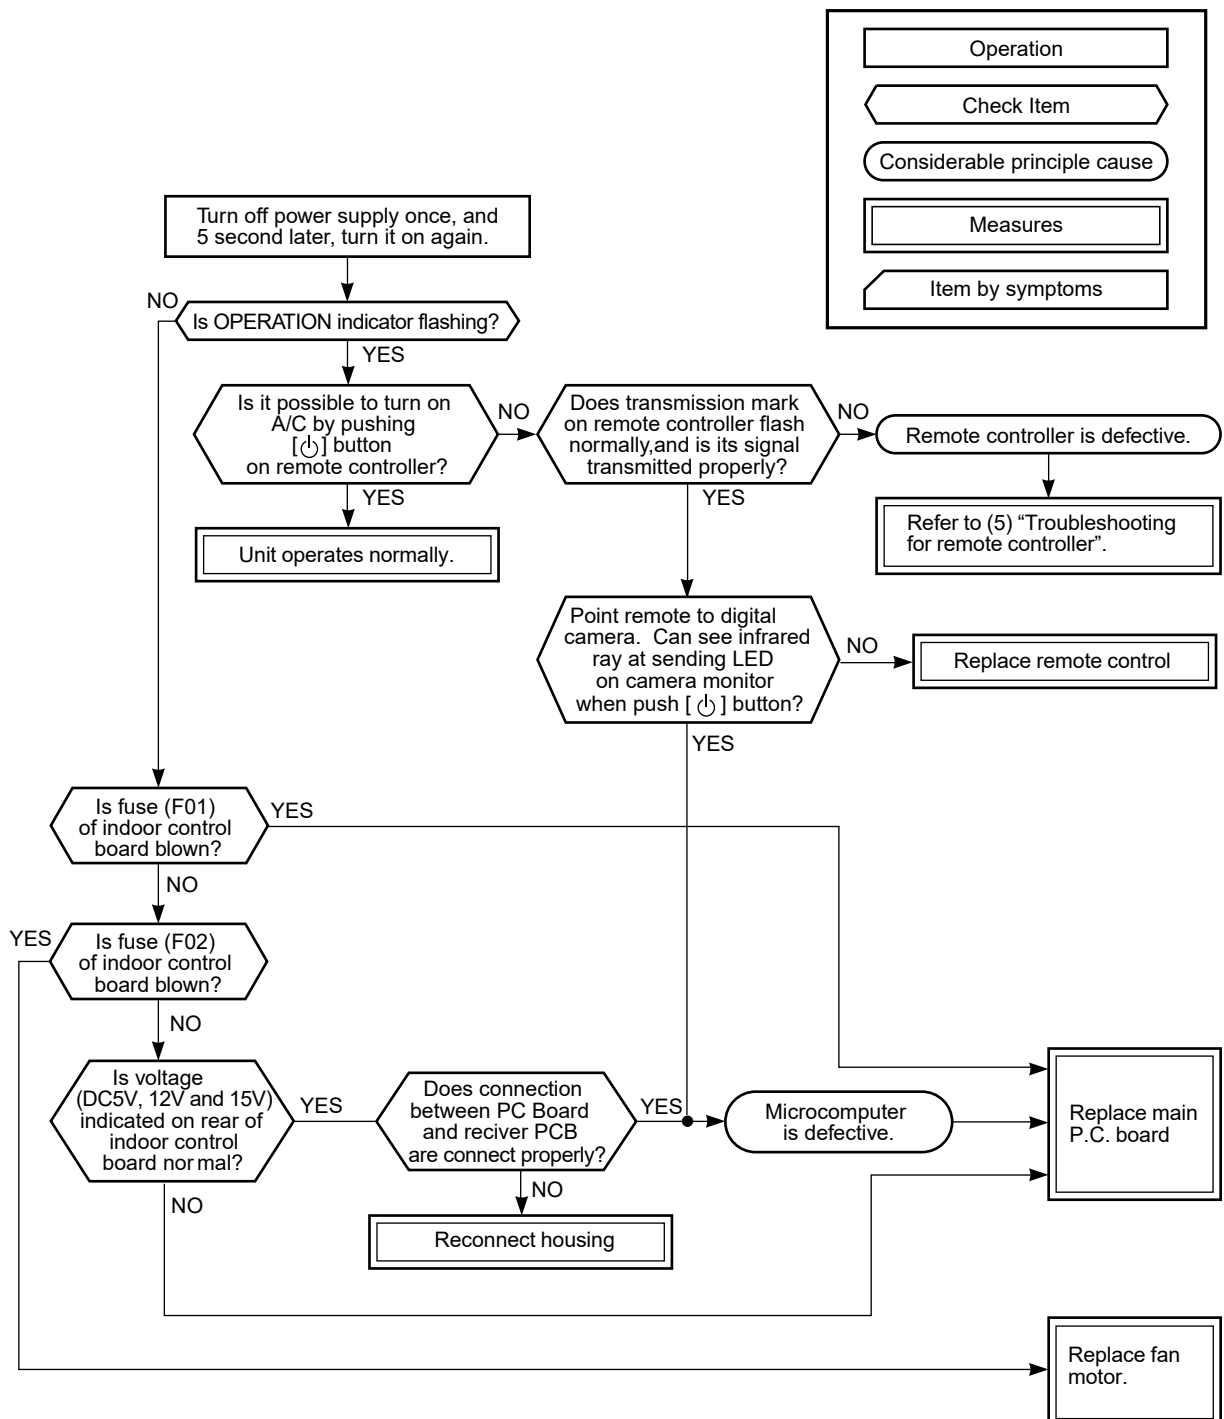 Operation
Check Item
Considerable principle cause
Measures
Item by symptoms
Turn off power supply once, and
5 second later, turn it on again.
NO
Is OPERATION indicator flashing?
YES
Is it possible to turn on
A/C by pushing
[⏻] button
on remote controller?
NO
Does transmission mark
on remote controller flash
normally,and is its signal
transmitted properly?
NO
Remote controller is defective.
YES
YES
Unit operates normally.
Refer to (5) “Troubleshooting
for remote controller”.
Point remote to digital
camera. Can see infrared
ray at sending LED
on camera monitor
when push [ ⏻ ] button?
NO
Replace remote control
YES
Is fuse (F01)
of indoor control
board blown?
YES
NO
YES
Is fuse (F02)
of indoor control
board blown?
NO
Is voltage
(DC5V, 12V and 15V)
indicated on rear of
indoor control
board normal?
YES
Does connection
between PC Board
and reciver PCB
are connect properly?
YES
Microcomputer
is defective.
Replace main
P.C. board
NO
NO
Reconnect housing
Replace fan
motor.